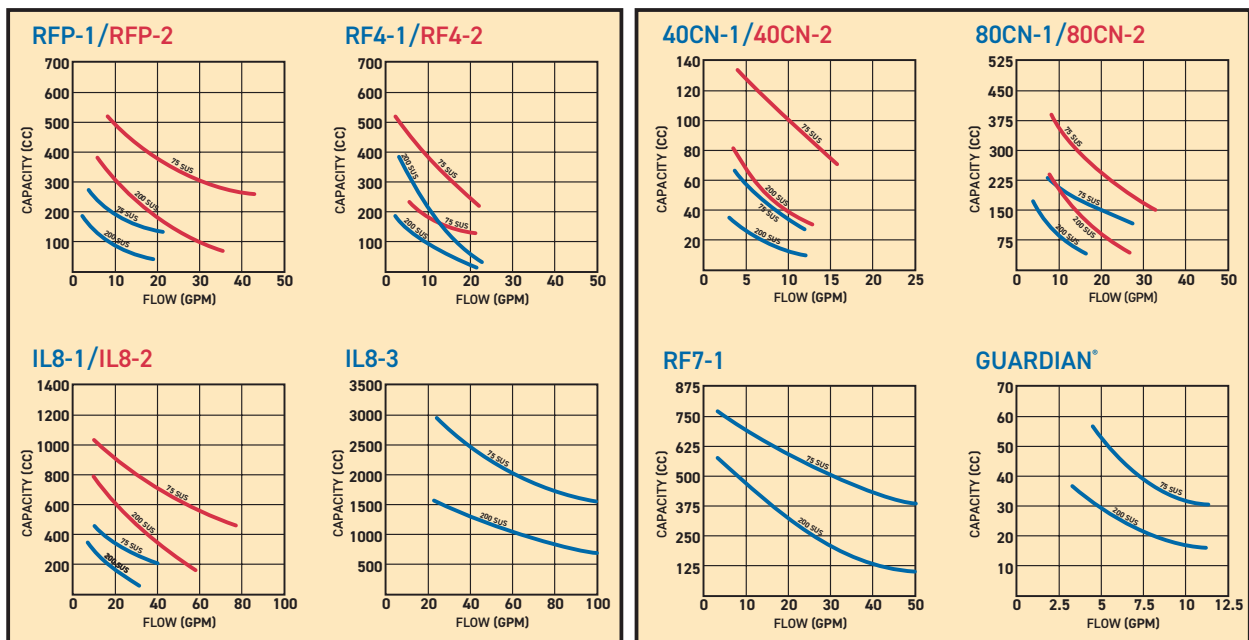 RFP-1/RFP-2
700
600
500
400
300
200
100
CAPACITY (CC)
75 SUS
200 SUS
75 SUS
200 SUS
0 10 20 30 40 50
FLOW (GPM)
RF4-1/RF4-2
700
600
500
400
300
200
100
CAPACITY (CC)
200 SUS
75 SUS
75 SUS
200 SUS
0 10 20 30 40 50
FLOW (GPM)
40CN-1/40CN-2
140
120
100
80
60
40
20
CAPACITY (CC)
75 SUS
200 SUS
75 SUS
200 SUS
0 5 10 15 20 25
FLOW (GPM)
80CN-1/80CN-2
525
450
375
300
225
150
75
CAPACITY (CC)
75 SUS
75 SUS
200 SUS
200 SUS
0 10 20 30 40 50
FLOW (GPM)
IL8-1/IL8-2
1400
1200
1000
800
600
400
200
CAPACITY (CC)
75 SUS
200 SUS
75 SUS
200 SUS
0 20 40 60 80 100
FLOW (GPM)
IL8-3
3500
3000
2500
2000
1500
1000
500
CAPACITY (CC)
75 SUS
200 SUS
0 20 40 60 80 100
FLOW (GPM)
RF7-1
875
750
625
500
375
250
125
CAPACITY (CC)
75 SUS
200 SUS
0 10 20 30 40 50
FLOW (GPM)
GUARDIAN®
70
60
50
40
30
20
10
CAPACITY (CC)
75 SUS
200 SUS
0 2.5 5 7.5 10 12.5
FLOW (GPM)